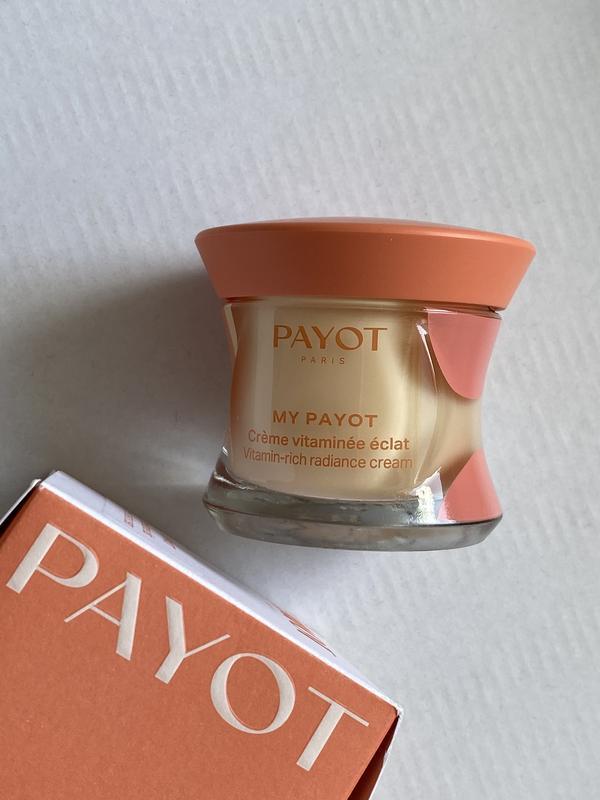 PAYOT
PARIS
MY PAYOT
Crème vitaminée éclat
Vitamin-rich radiance cream
PAYOT